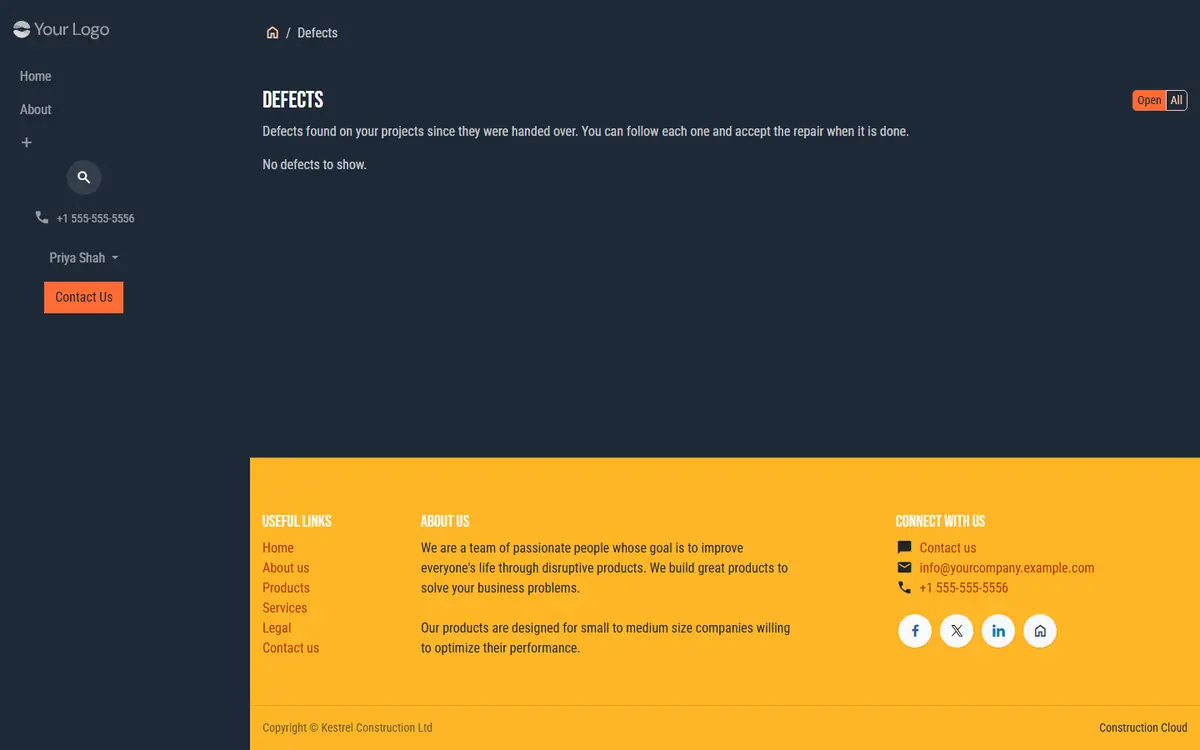 Your Logo
Home
About
+
+1 555-555-5556
Priya Shah
Contact Us
/ Defects
DEFECTS
Open All
Defects found on your projects since they were handed over. You can follow each one and accept the repair when it is done.
No defects to show.
USEFUL LINKS
Home
About us
Products
Services
Legal
Contact us
ABOUT US
We are a team of passionate people whose goal is to improve
everyone's life through disruptive products. We build great products to
solve your business problems.
Our products are designed for small to medium size companies willing
to optimize their performance.
CONNECT WITH US
Contact us
info@yourcompany.example.com
+1 555-555-5556
Copyright © Kestrel Construction Ltd
Construction Cloud